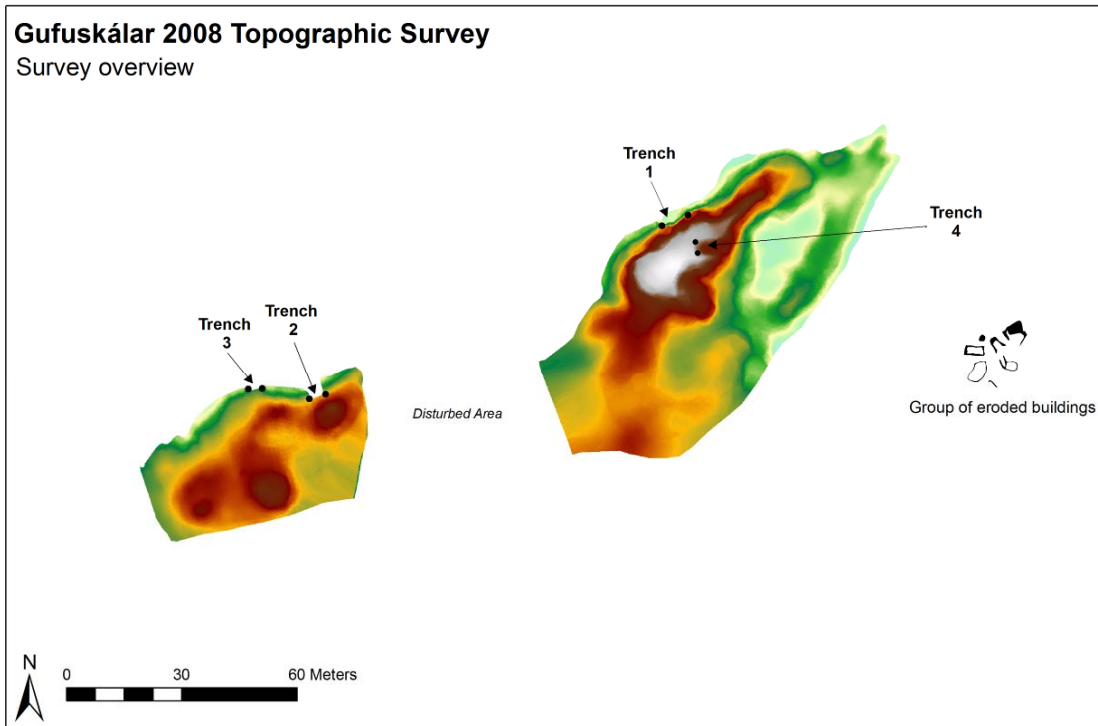 Gufuskálar 2008 Topographic Survey
Survey overview
Trench
1
Trench
4
Trench
2
Trench
3
Disturbed Area
Group of eroded buildings
N
0 30 60 Meters